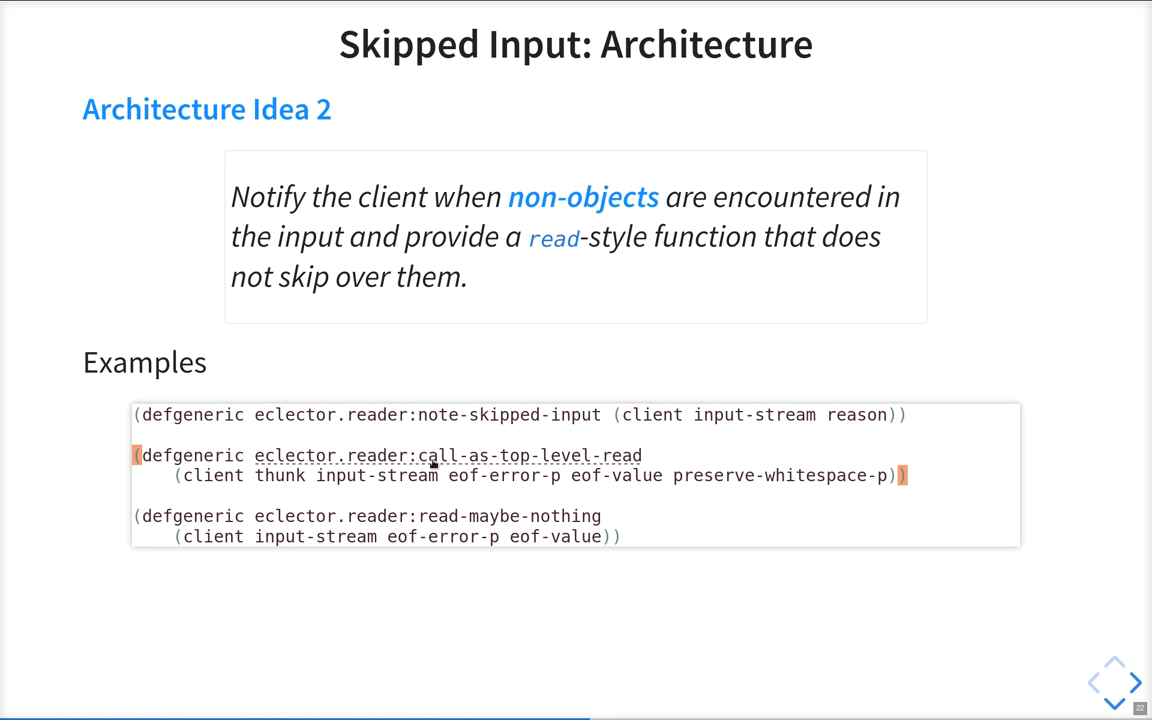 Skipped Input: Architecture
Architecture Idea 2
Notify the client when non-objects are encountered in
the input and provide a read-style function that does
not skip over them.
Examples
(defgeneric eclector.reader:note-skipped-input (client input-stream reason))
(defgeneric eclector.reader:call-as-top-level-read
(client thunk input-stream eof-error-p eof-value preserve-whitespace-p))
(defgeneric eclector.reader:read-maybe-nothing
(client input-stream eof-error-p eof-value))
22